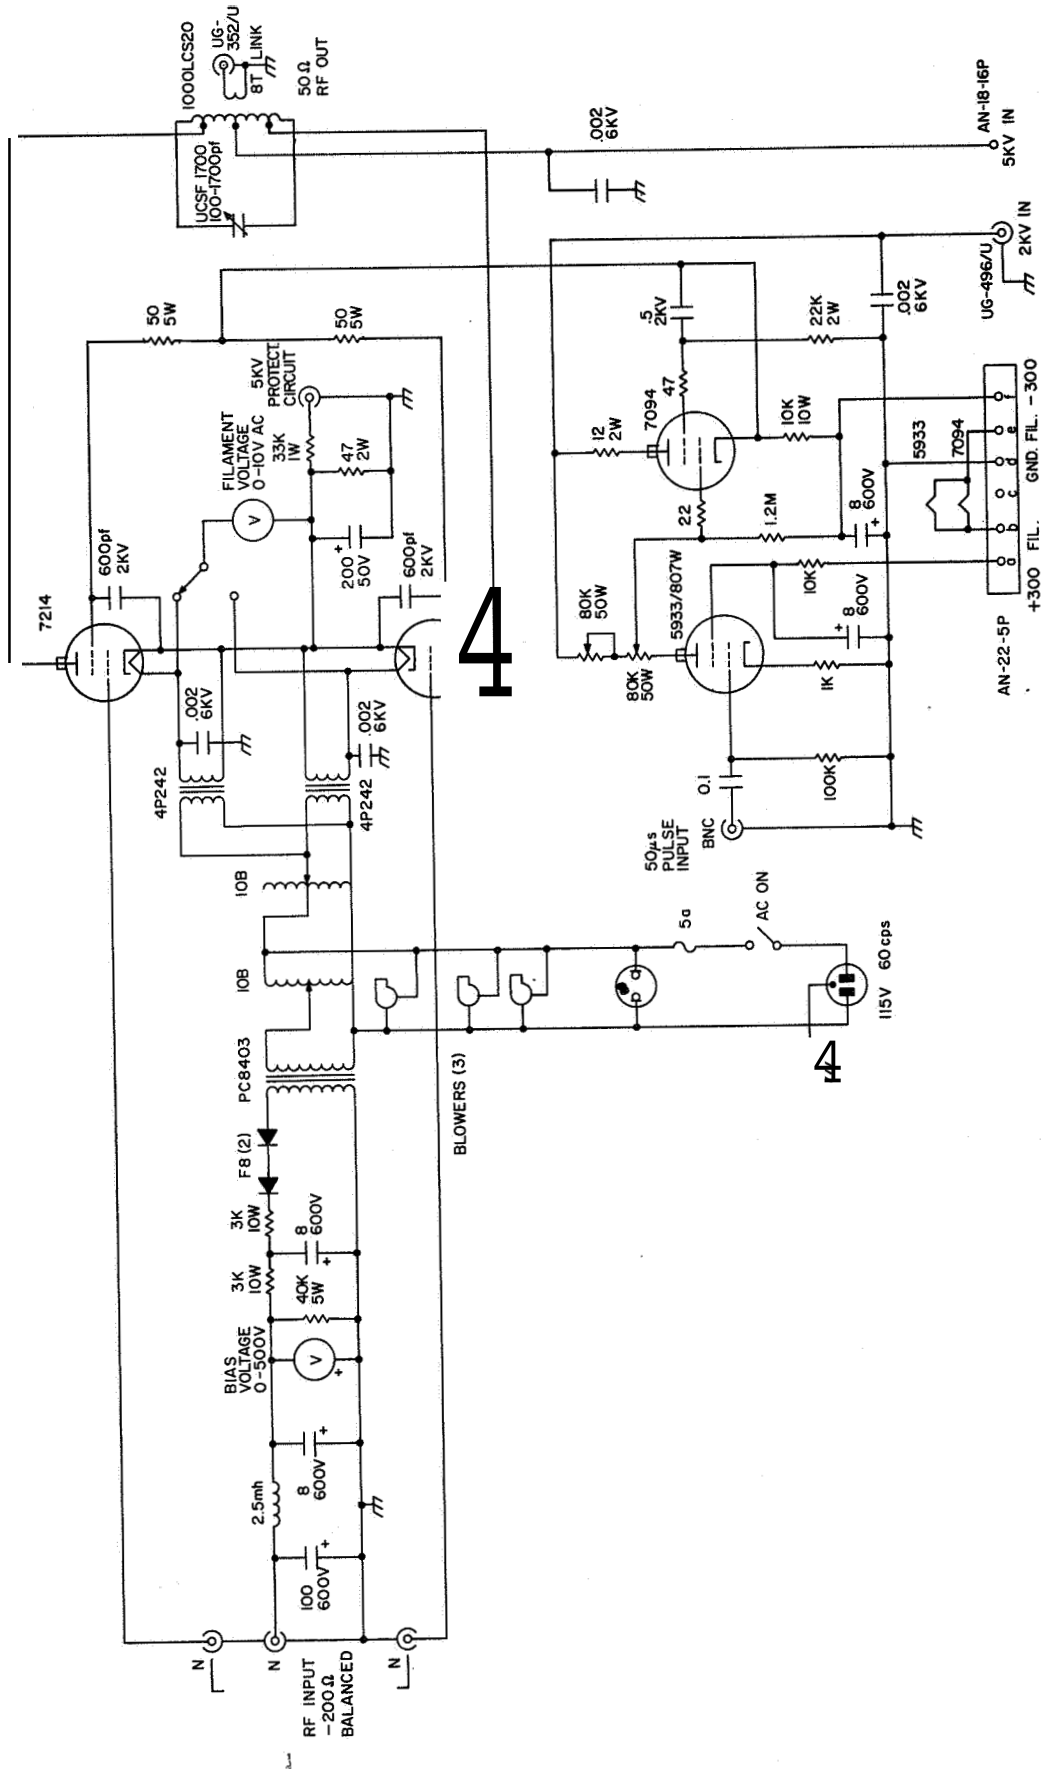 1000LCS20
UG-
352/U
8T LINK
50Ω
RF OUT
UCSF 1700
100-1700pf
.002
6KV
AN-18-16P
5KV IN
50
5W
50
5W
5KV
PROTECT.
CIRCUIT
FILAMENT
VOLTAGE
0-10V AC
33K
1W
47
2W
V
200
50V
+
600pf
2KV
600pf
2KV
7214
4
.002
6KV
.002
6KV
4P242
4P242
.5
2KV
22K
2W
.002
6KV
UG-496/U
2KV IN
7094
47
12
2W
10K
10W
22
1.2M
8
600V
+
5933
7094
a
b
c
d
e
f
+300
FIL.
GND.
FIL.
-300
AN-22-5P
80K
50W
80K
50W
5933/807W
10K
8
600V
+
1K
100K
0.1
BNC
50µs
PULSE
INPUT
10B
10B
5a
AC ON
115V 60cps
4
PC8403
BLOWERS (3)
F8 (2)
3K
10W
3K
10W
8
600V
+
40K
5W
BIAS
VOLTAGE
0-500V
V
+
8
600V
+
2.5mh
100
600V
+
N
N
N
RF INPUT
-200Ω
BALANCED